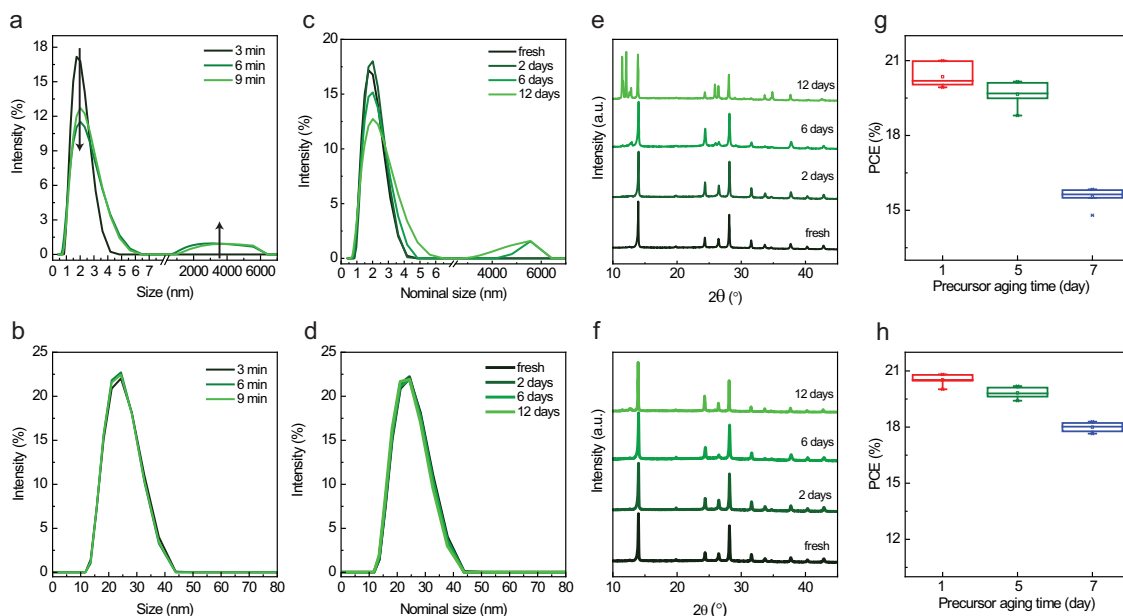 a
18
15
12
9
6
3
0
Intensity (%)
3 min
6 min
9 min
0 1 2 3 4 5 6 7 2000 4000 6000
Size (nm)
c
20
15
10
5
0
Intensity (%)
fresh
2 days
6 days
12 days
0 1 2 3 4 5 6 4000 6000
Nominal size (nm)
e
Intensity (a.u.)
12 days
6 days
2 days
fresh
10 20 30 40
2θ (°)
g
21
18
15
PCE (%)
1 5 7
Precursor aging time (day)
b
25
20
15
10
5
0
Intensity (%)
3 min
6 min
9 min
0 10 20 30 40 50 60 70 80
Size (nm)
d
25
20
15
10
5
0
Intensity (%)
fresh
2 days
6 days
12 days
0 10 20 30 40 50 60 70 80
Nominal size (nm)
f
Intensity (a.u.)
12 days
6 days
2 days
fresh
10 20 30 40
2θ (°)
h
21
18
15
12
PCE (%)
1 5 7
Precursor aging time (day)